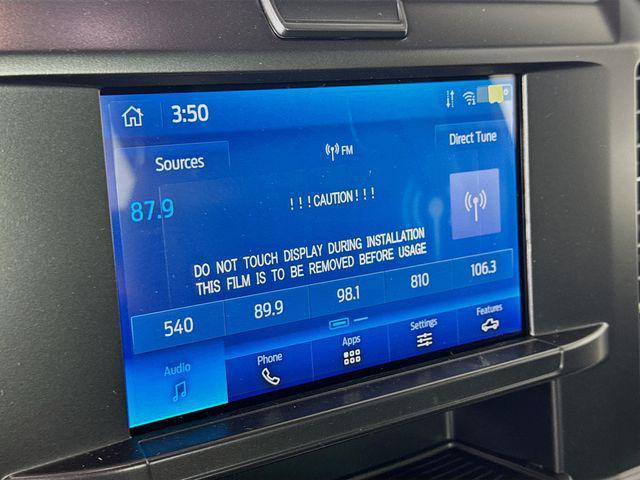 3:50
Sources
FM
Direct Tune
87.9
!!!CAUTION!!!
DO NOT TOUCH DISPLAY DURING INSTALLATION
THIS FILM IS TO BE REMOVED BEFORE USAGE
540 89.9 98.1 810 106.3
Audio Phone Apps Settings Features